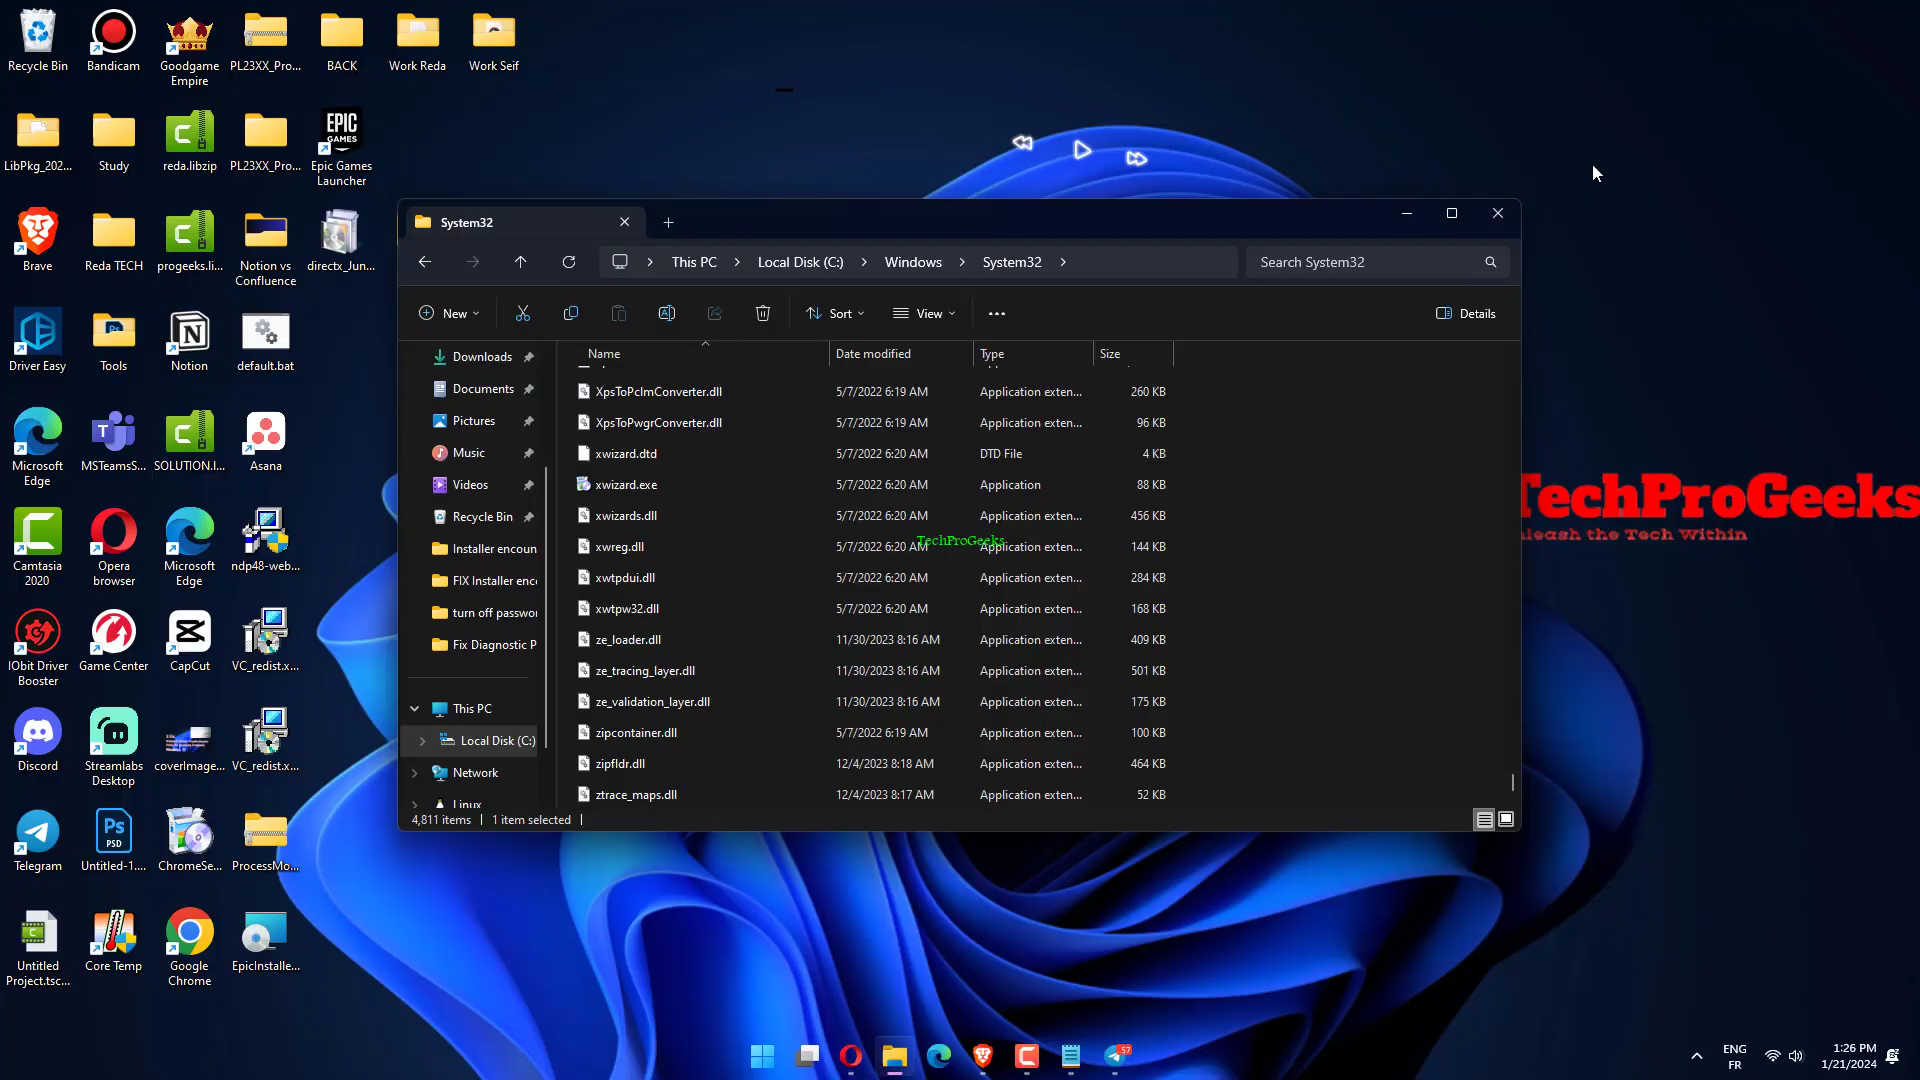 Recycle Bin
Bandicam
Goodgame
Empire
PL23XX_Pro...
BACK
Work Reda
Work Seif
LibPkg_202...
Study
reda.libzip
PL23XX_Pro...
EPIC
GAMES
Epic Games
Launcher
Brave
Reda TECH
progeeks.li...
Notion vs
Confluence
directx_Jun...
Driver Easy
Tools
Notion
default.bat
Microsoft
Edge
MSTeamsS...
SOLUTION.l...
Asana
Camtasia
2020
Opera
browser
Microsoft
Edge
ndp48-web...
IObit Driver
Booster
Game Center
CapCut
VC_redist.x...
Discord
Streamlabs
Desktop
coverImage...
VC_redist.x...
Telegram
Ps
PSD
Untitled-1....
ChromeSe...
ProcessMo...
Untitled
Project.tsc...
Core Temp
Google
Chrome
EpicInstalle...
System32
This PC
Local Disk (C:)
Windows
System32
Search System32
New
Sort
View
Details
Downloads
Documents
Pictures
Music
Videos
Recycle Bin
Installer encoun
FIX Installer enc
turn off passwo
Fix Diagnostic P
This PC
Local Disk (C:)
Network
Linux
Name Date modified Type Size
XpsToPclmConverter.dll 5/7/2022 6:19 AM Application exten... 260 KB
XpsToPwgrConverter.dll 5/7/2022 6:19 AM Application exten... 96 KB
xwizard.dtd 5/7/2022 6:20 AM DTD File 4 KB
xwizard.exe 5/7/2022 6:20 AM Application 88 KB
xwizards.dll 5/7/2022 6:20 AM Application exten... 456 KB
xwreg.dll 5/7/2022 6:20 AM Application exten... 144 KB
TechProGeeks
xwtpdui.dll 5/7/2022 6:20 AM Application exten... 284 KB
xwtpw32.dll 5/7/2022 6:20 AM Application exten... 168 KB
ze_loader.dll 11/30/2023 8:16 AM Application exten... 409 KB
ze_tracing_layer.dll 11/30/2023 8:16 AM Application exten... 501 KB
ze_validation_layer.dll 11/30/2023 8:16 AM Application exten... 175 KB
zipcontainer.dll 5/7/2022 6:19 AM Application exten... 100 KB
zipfldr.dll 12/4/2023 8:18 AM Application exten... 464 KB
ztrace_maps.dll 12/4/2023 8:17 AM Application exten... 52 KB
4,811 items
1 item selected
TechProGeeks
nleash the Tech Within
57
ENG
FR
1:26 PM
1/21/2024